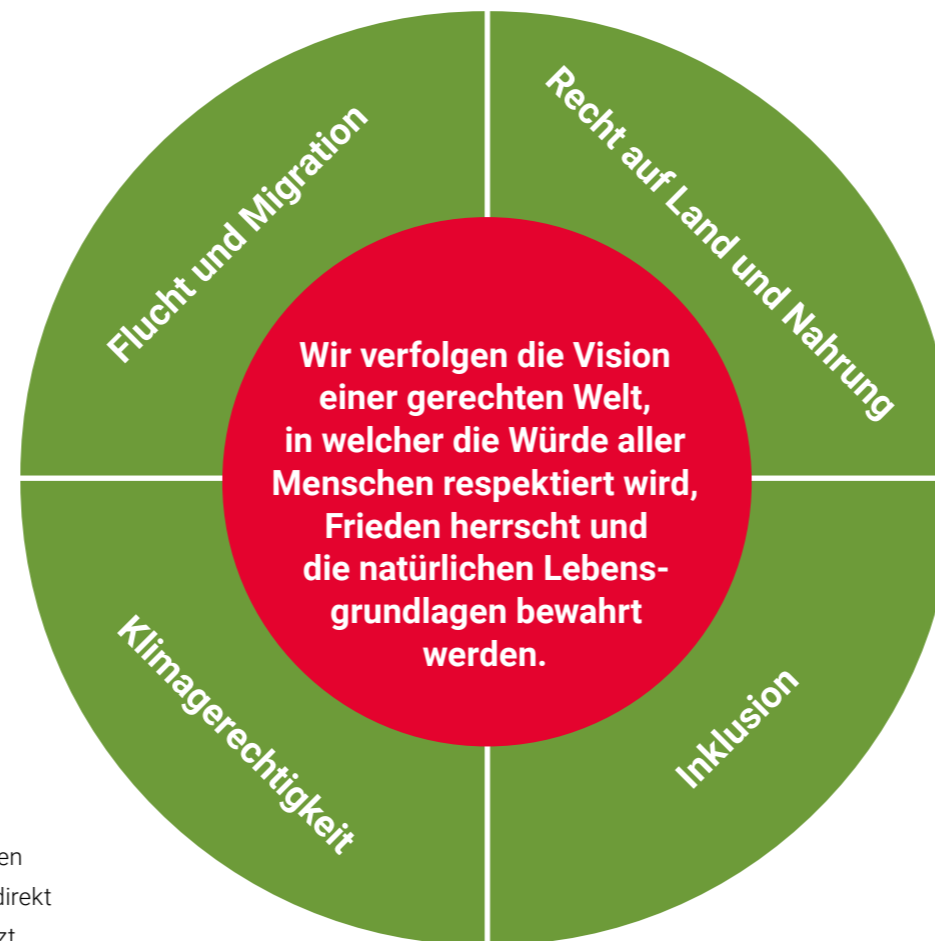 Flucht und Migration
Recht auf Land und Nahrung
Wir verfolgen die Vision
einer gerechten Welt,
in welcher die Würde aller
Menschen respektiert wird,
Frieden herrscht und
die natürlichen Lebens-
grundlagen bewahrt
werden.
Klimagerechtigkeit
Inklusion
en
direkt
zt